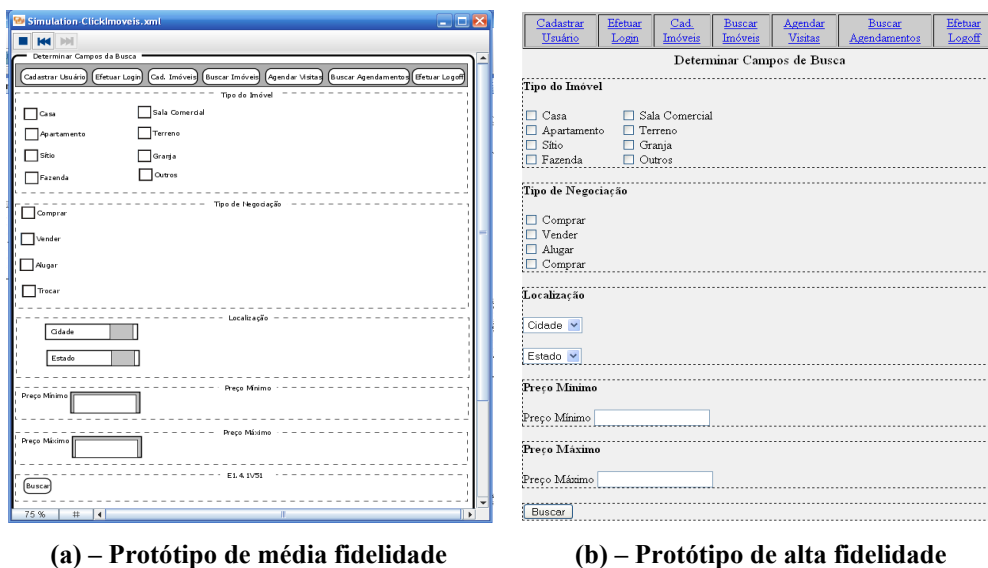 Simulation-ClickImoveis.xml
Determinar Campos da Busca
Cadastrar Usuário Efetuar Login Cad. Imóveis Buscar Imóveis Agendar Visitas Buscar Agendamentos Efetuar Logoff
Tipo do Imóvel
Casa Sala Comercial
Apartamento Terreno
Sítio Granja
Fazenda Outros
Tipo de Negociação
Comprar
Vender
Alugar
Trocar
Localização
Cidade
Estado
Preço Mínimo
Preço Mínimo
Preço Máximo
Preço Máximo
E1.4.1V51
Buscar
75 %
(a) – Protótipo de média fidelidade
Cadastrar Usuário Efetuar Login Cad. Imóveis Buscar Imóveis Agendar Visitas Buscar Agendamentos Efetuar Logoff
Determinar Campos de Busca
Tipo do Imóvel
Casa Sala Comercial
Apartamento Terreno
Sítio Granja
Fazenda Outros
Tipo de Negociação
Comprar
Vender
Alugar
Comprar
Localização
Cidade
Estado
Preço Mínimo
Preço Mínimo
Preço Máximo
Preço Máximo
Buscar
(b) – Protótipo de alta fidelidade